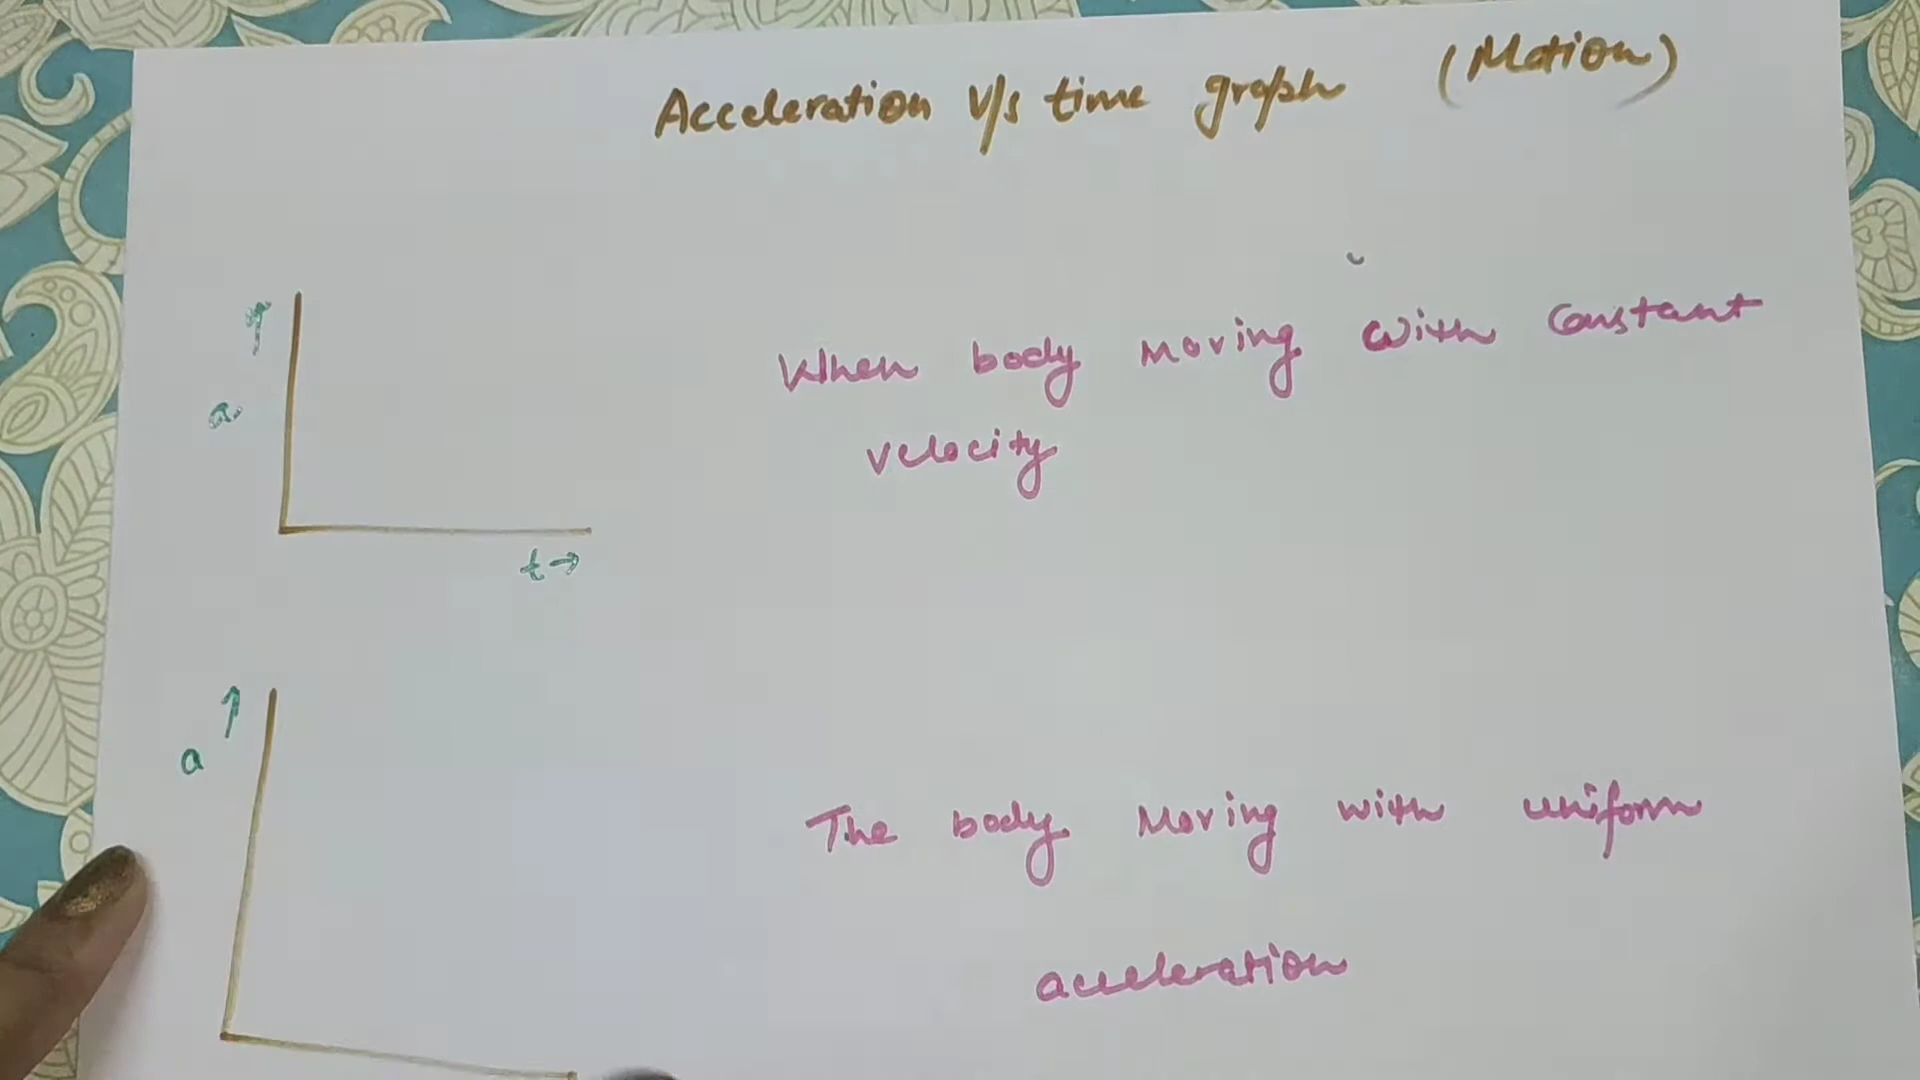 Acceleration v/s time graph (Motion)
When body moving with constant
velocity
a
t →
a
The body moving with uniform
acceleration